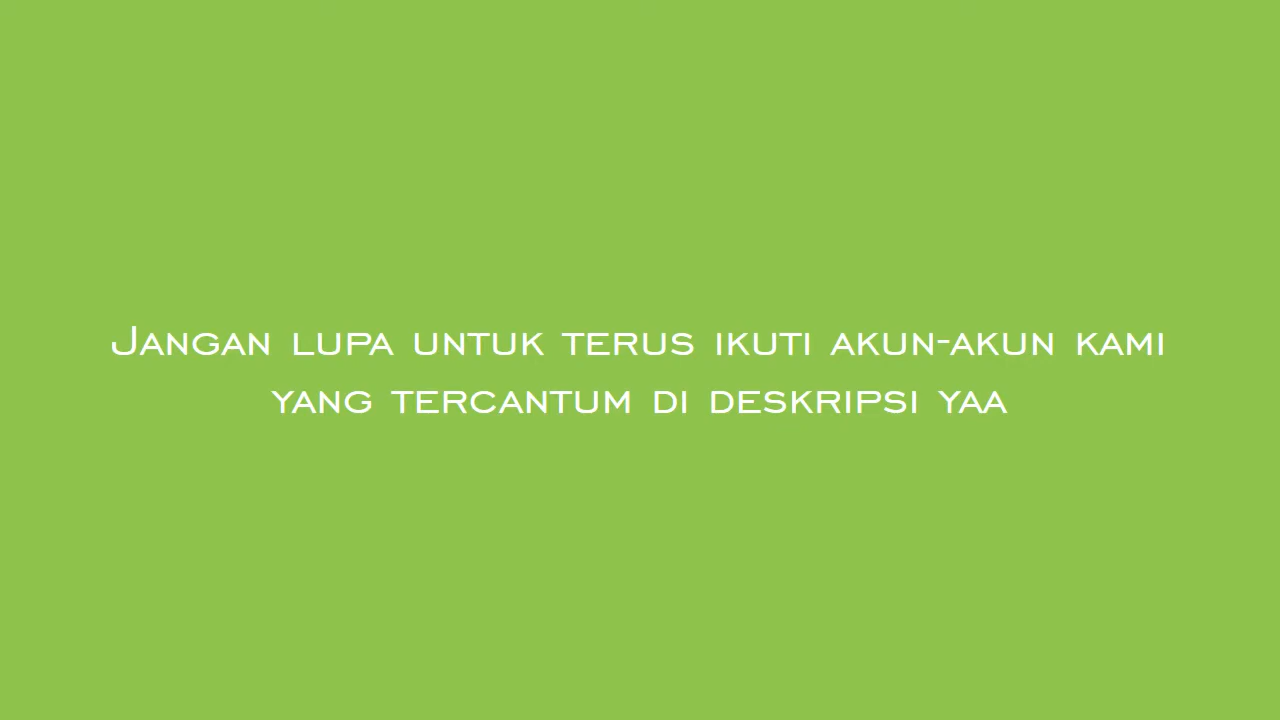 Jangan lupa untuk terus ikuti akun-akun kami
yang tercantum di deskripsi yaa